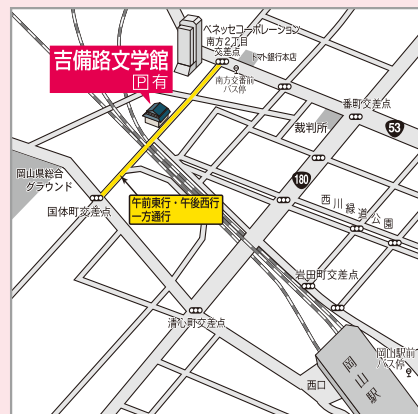 ベネッセコーポレーション
南方2丁目
交差点
トマト銀行本店
吉備路文学館
P有
南方交番前
バス停
番町交差点
53
裁判所
岡山県総合
グラウンド
180
西川緑道公園
国体町交差点
午前東行・午後西行
一方通行
岩田町交差点
清心町交差点
岡山駅前
バス停
岡山駅
西口